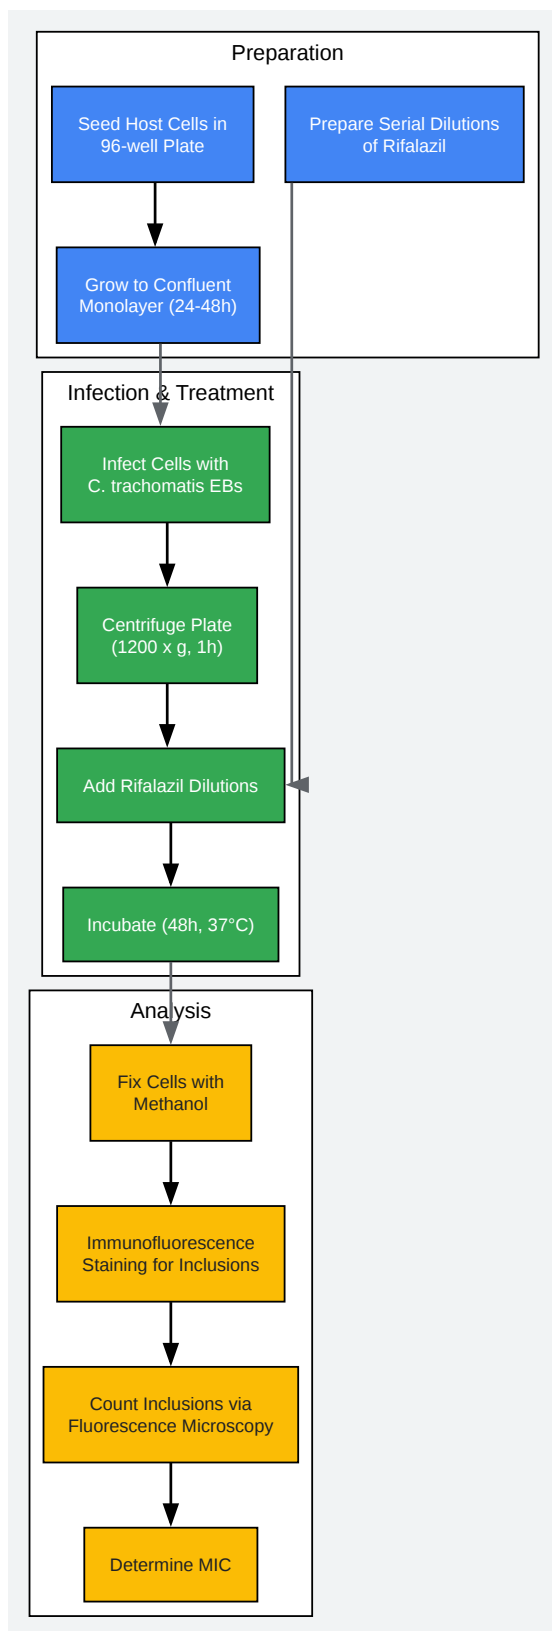 Preparation
Seed Host Cells in
96-well Plate
Prepare Serial Dilutions
of Rifalazil
Grow to Confluent
Monolayer (24-48h)
Infection & Treatment
Infect Cells with
C. trachomatis EBs
Centrifuge Plate
(1200 x g, 1h)
Add Rifalazil Dilutions
Incubate (48h, 37°C)
Analysis
Fix Cells with
Methanol
Immunofluorescence
Staining for Inclusions
Count Inclusions via
Fluorescence Microscopy
Determine MIC